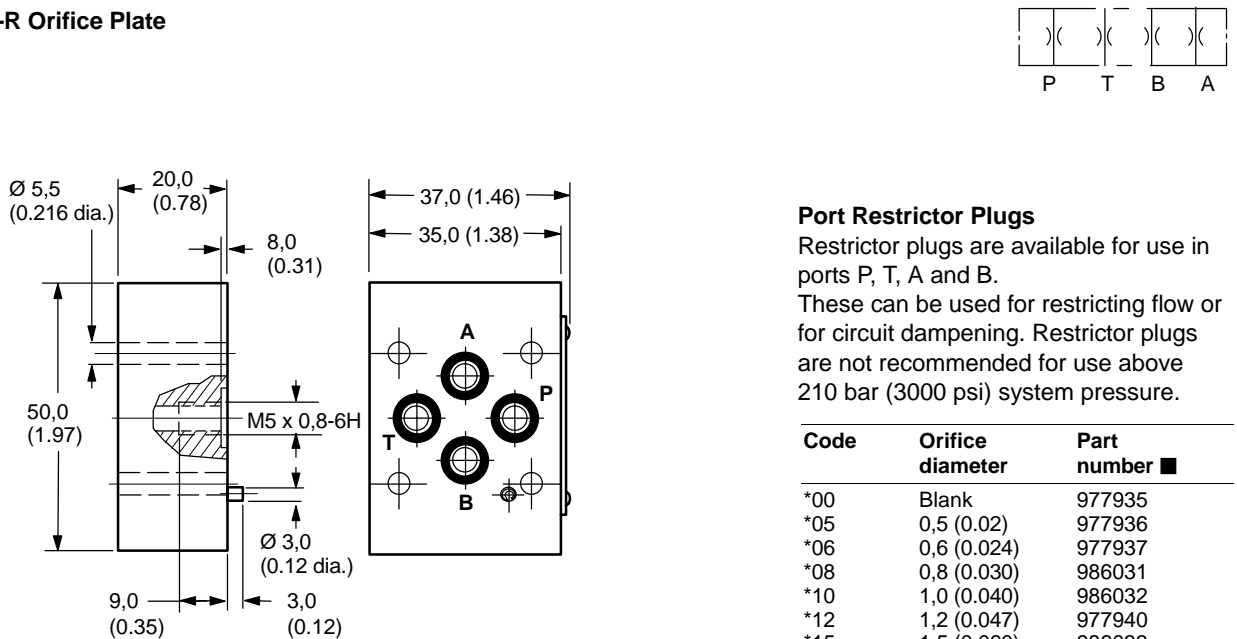 -R Orifice Plate
P T B A
Ø 5,5
(0.216 dia.)
20,0
(0.78)
8,0
(0.31)
50,0
(1.97)
M5 x 0,8-6H
Ø 3,0
(0.12 dia.)
9,0
(0.35)
3,0
(0.12)
37,0 (1.46)
35,0 (1.38)
A
P
T
B
Port Restrictor Plugs
Restrictor plugs are available for use in
ports P, T, A and B.
These can be used for restricting flow or
for circuit dampening. Restrictor plugs
are not recommended for use above
210 bar (3000 psi) system pressure.
Code Orifice diameter Part number ■
*00 Blank 977935
*05 0,5 (0.02) 977936
*06 0,6 (0.024) 977937
*08 0,8 (0.030) 986031
*10 1,0 (0.040) 986032
*12 1,2 (0.047) 977940